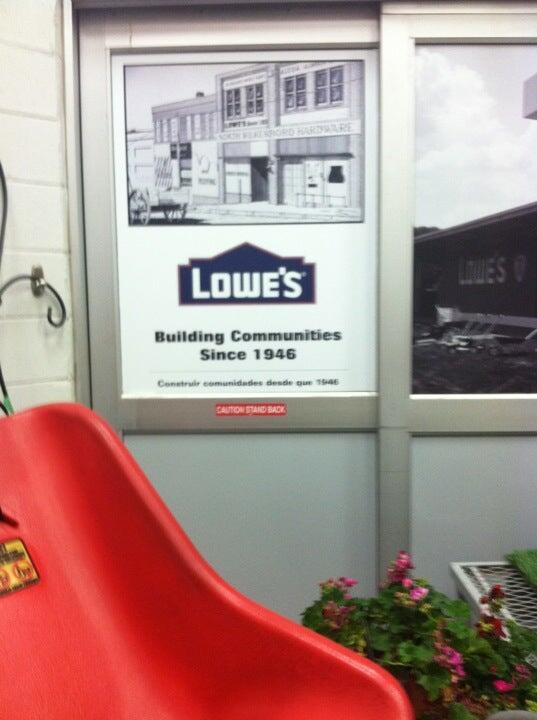 LOWE'S
NORTH WILKESBORO HARDWARE
LOWE'S
Building Communities
Since 1946
Construir comunidades desde que 1946
CAUTION STAND BACK
LOWE'S